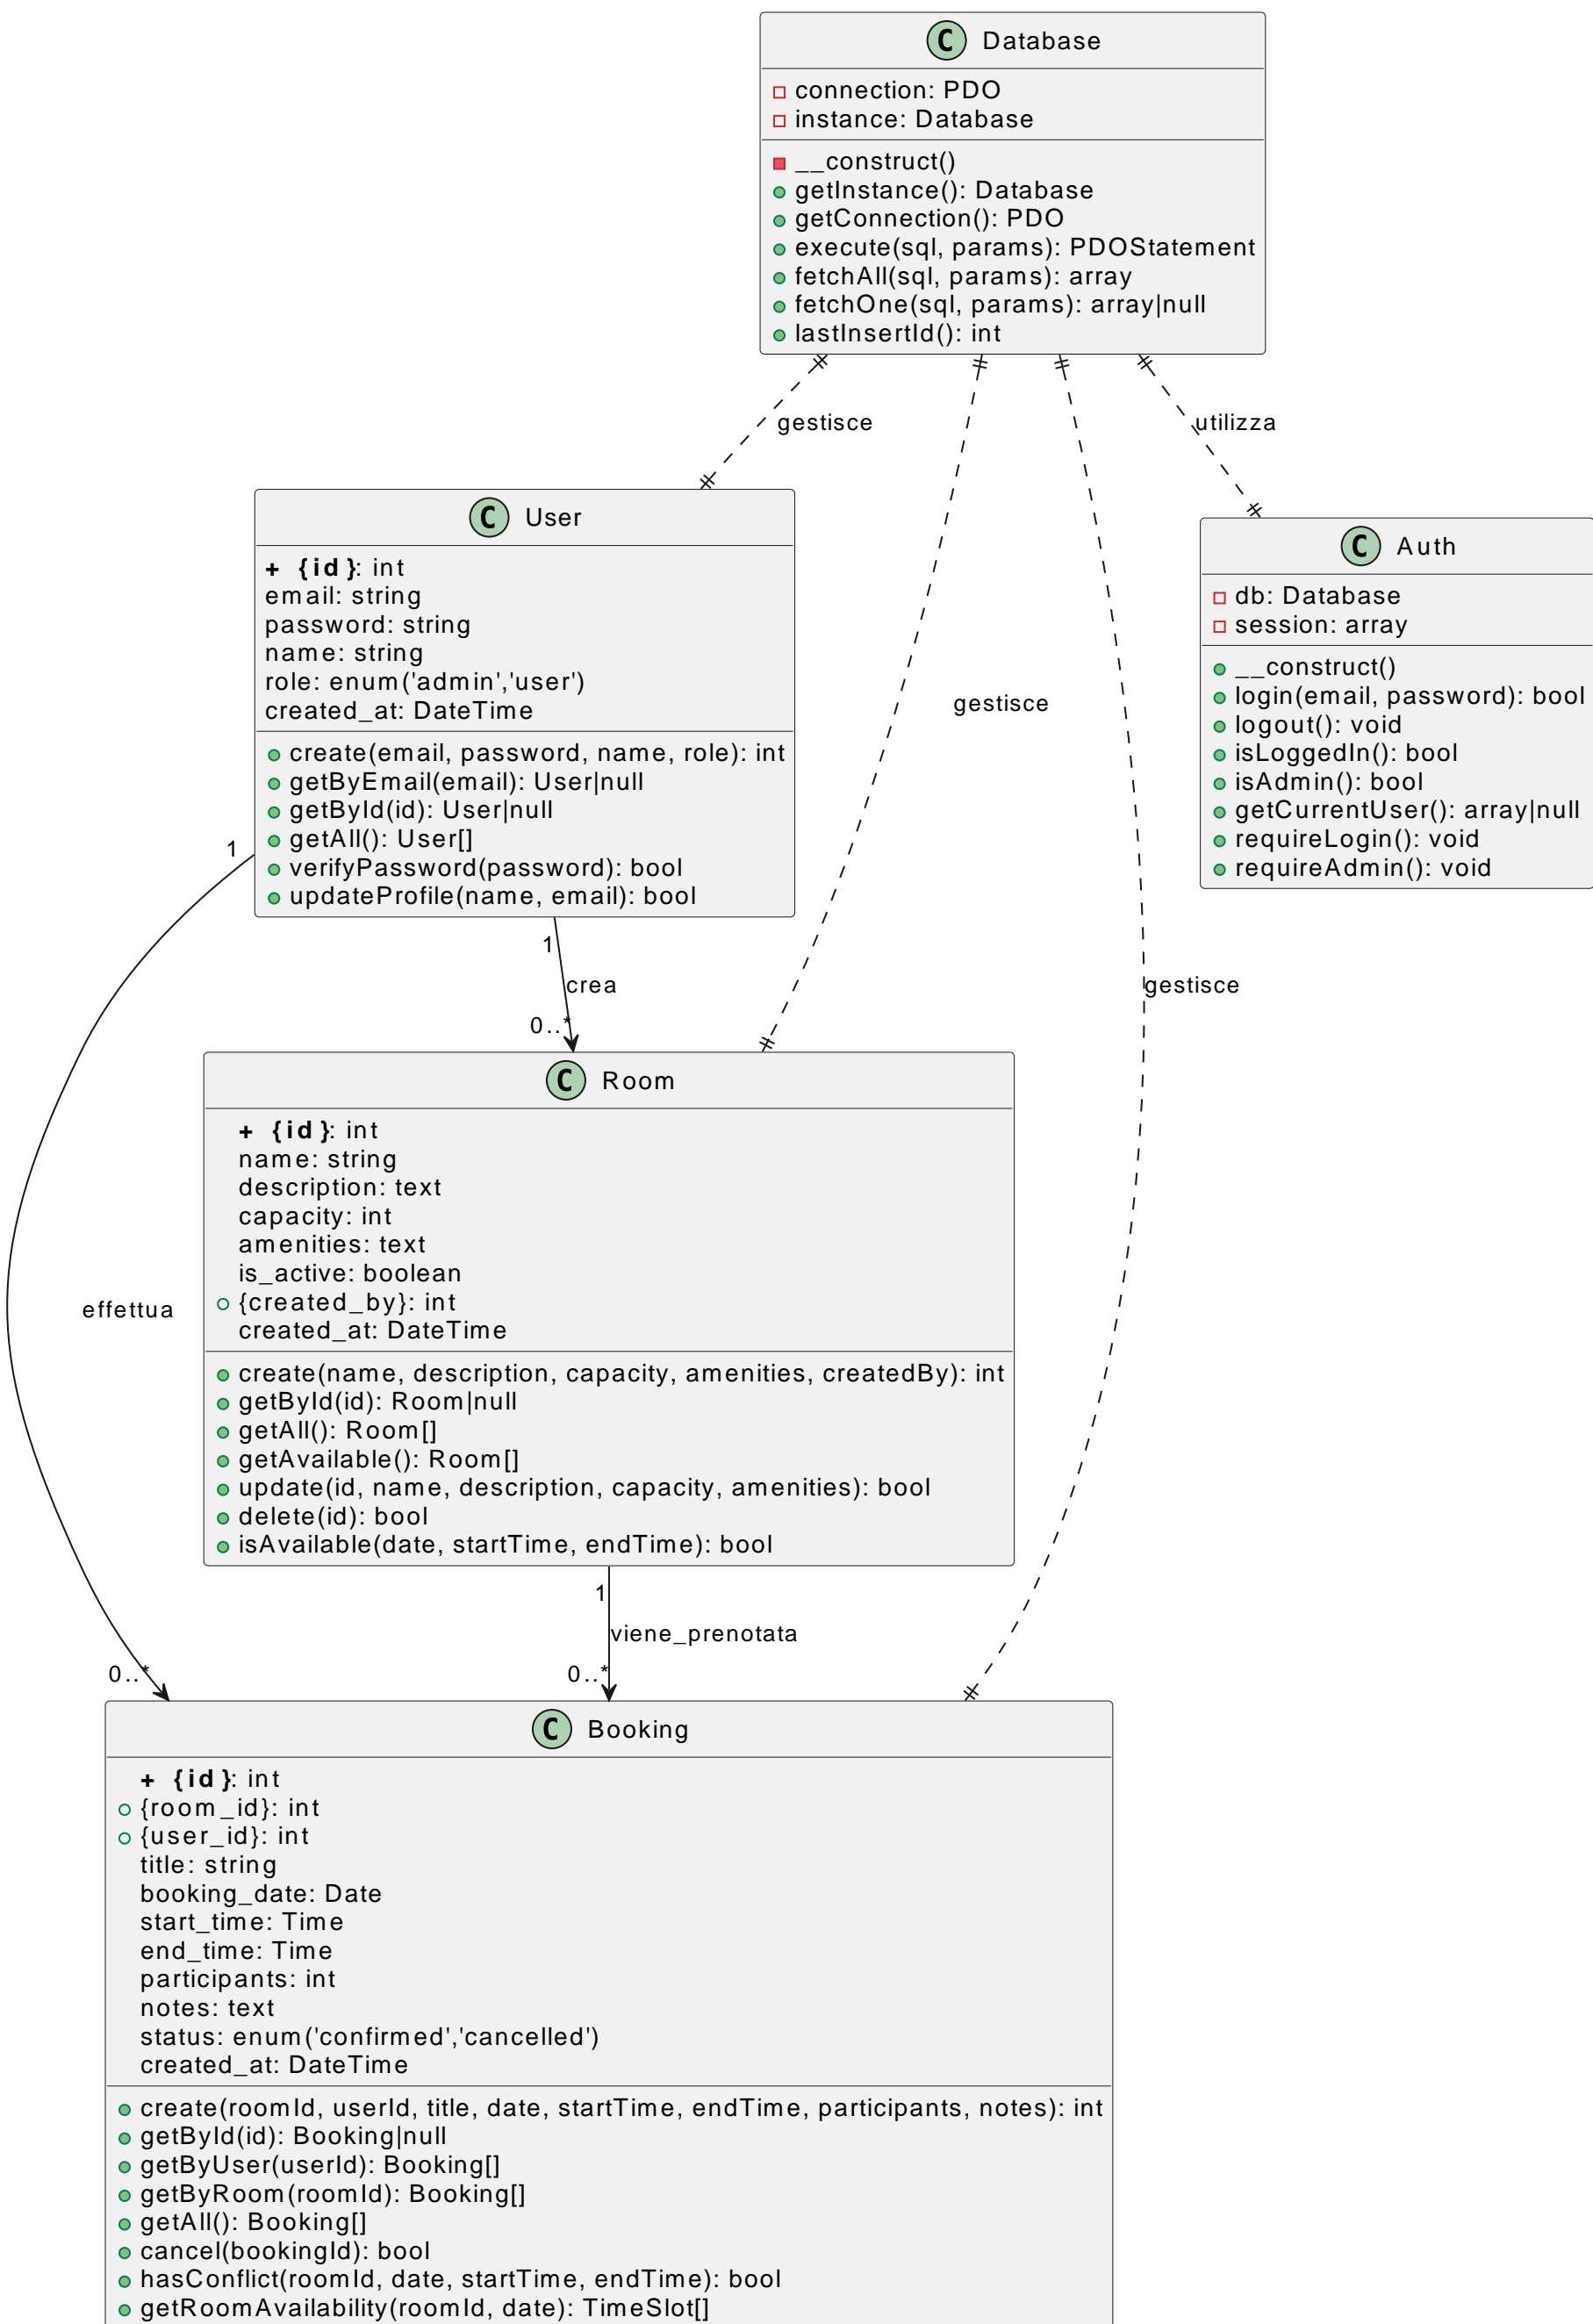 C Database
connection: PDO
instance: Database
__construct()
getInstance(): Database
getConnection(): PDO
execute(sql, params): PDOStatement
fetchAll(sql, params): array
fetchOne(sql, params): array|null
lastInsertId(): int
gestisce
utilizza
C User
+ {id}: int
email: string
password: string
name: string
role: enum('admin','user')
created_at: DateTime
create(email, password, name, role): int
getByEmail(email): User|null
getById(id): User|null
getAll(): User[]
verifyPassword(password): bool
updateProfile(name, email): bool
C Auth
db: Database
session: array
__construct()
login(email, password): bool
logout(): void
isLoggedIn(): bool
isAdmin(): bool
getCurrentUser(): array|null
requireLogin(): void
requireAdmin(): void
gestisce
1
1
crea
0..*
gestisce
C Room
+ {id}: int
name: string
description: text
capacity: int
amenities: text
is_active: boolean
{created_by}: int
created_at: DateTime
create(name, description, capacity, amenities, createdBy): int
getById(id): Room|null
getAll(): Room[]
getAvailable(): Room[]
update(id, name, description, capacity, amenities): bool
delete(id): bool
isAvailable(date, startTime, endTime): bool
effettua
1
viene_prenotata
0..*
0..*
C Booking
+ {id}: int
{room_id}: int
{user_id}: int
title: string
booking_date: Date
start_time: Time
end_time: Time
participants: int
notes: text
status: enum('confirmed','cancelled')
created_at: DateTime
create(roomId, userId, title, date, startTime, endTime, participants, notes): int
getById(id): Booking|null
getByUser(userId): Booking[]
getByRoom(roomId): Booking[]
getAll(): Booking[]
cancel(bookingId): bool
hasConflict(roomId, date, startTime, endTime): bool
getRoomAvailability(roomId, date): TimeSlot[]